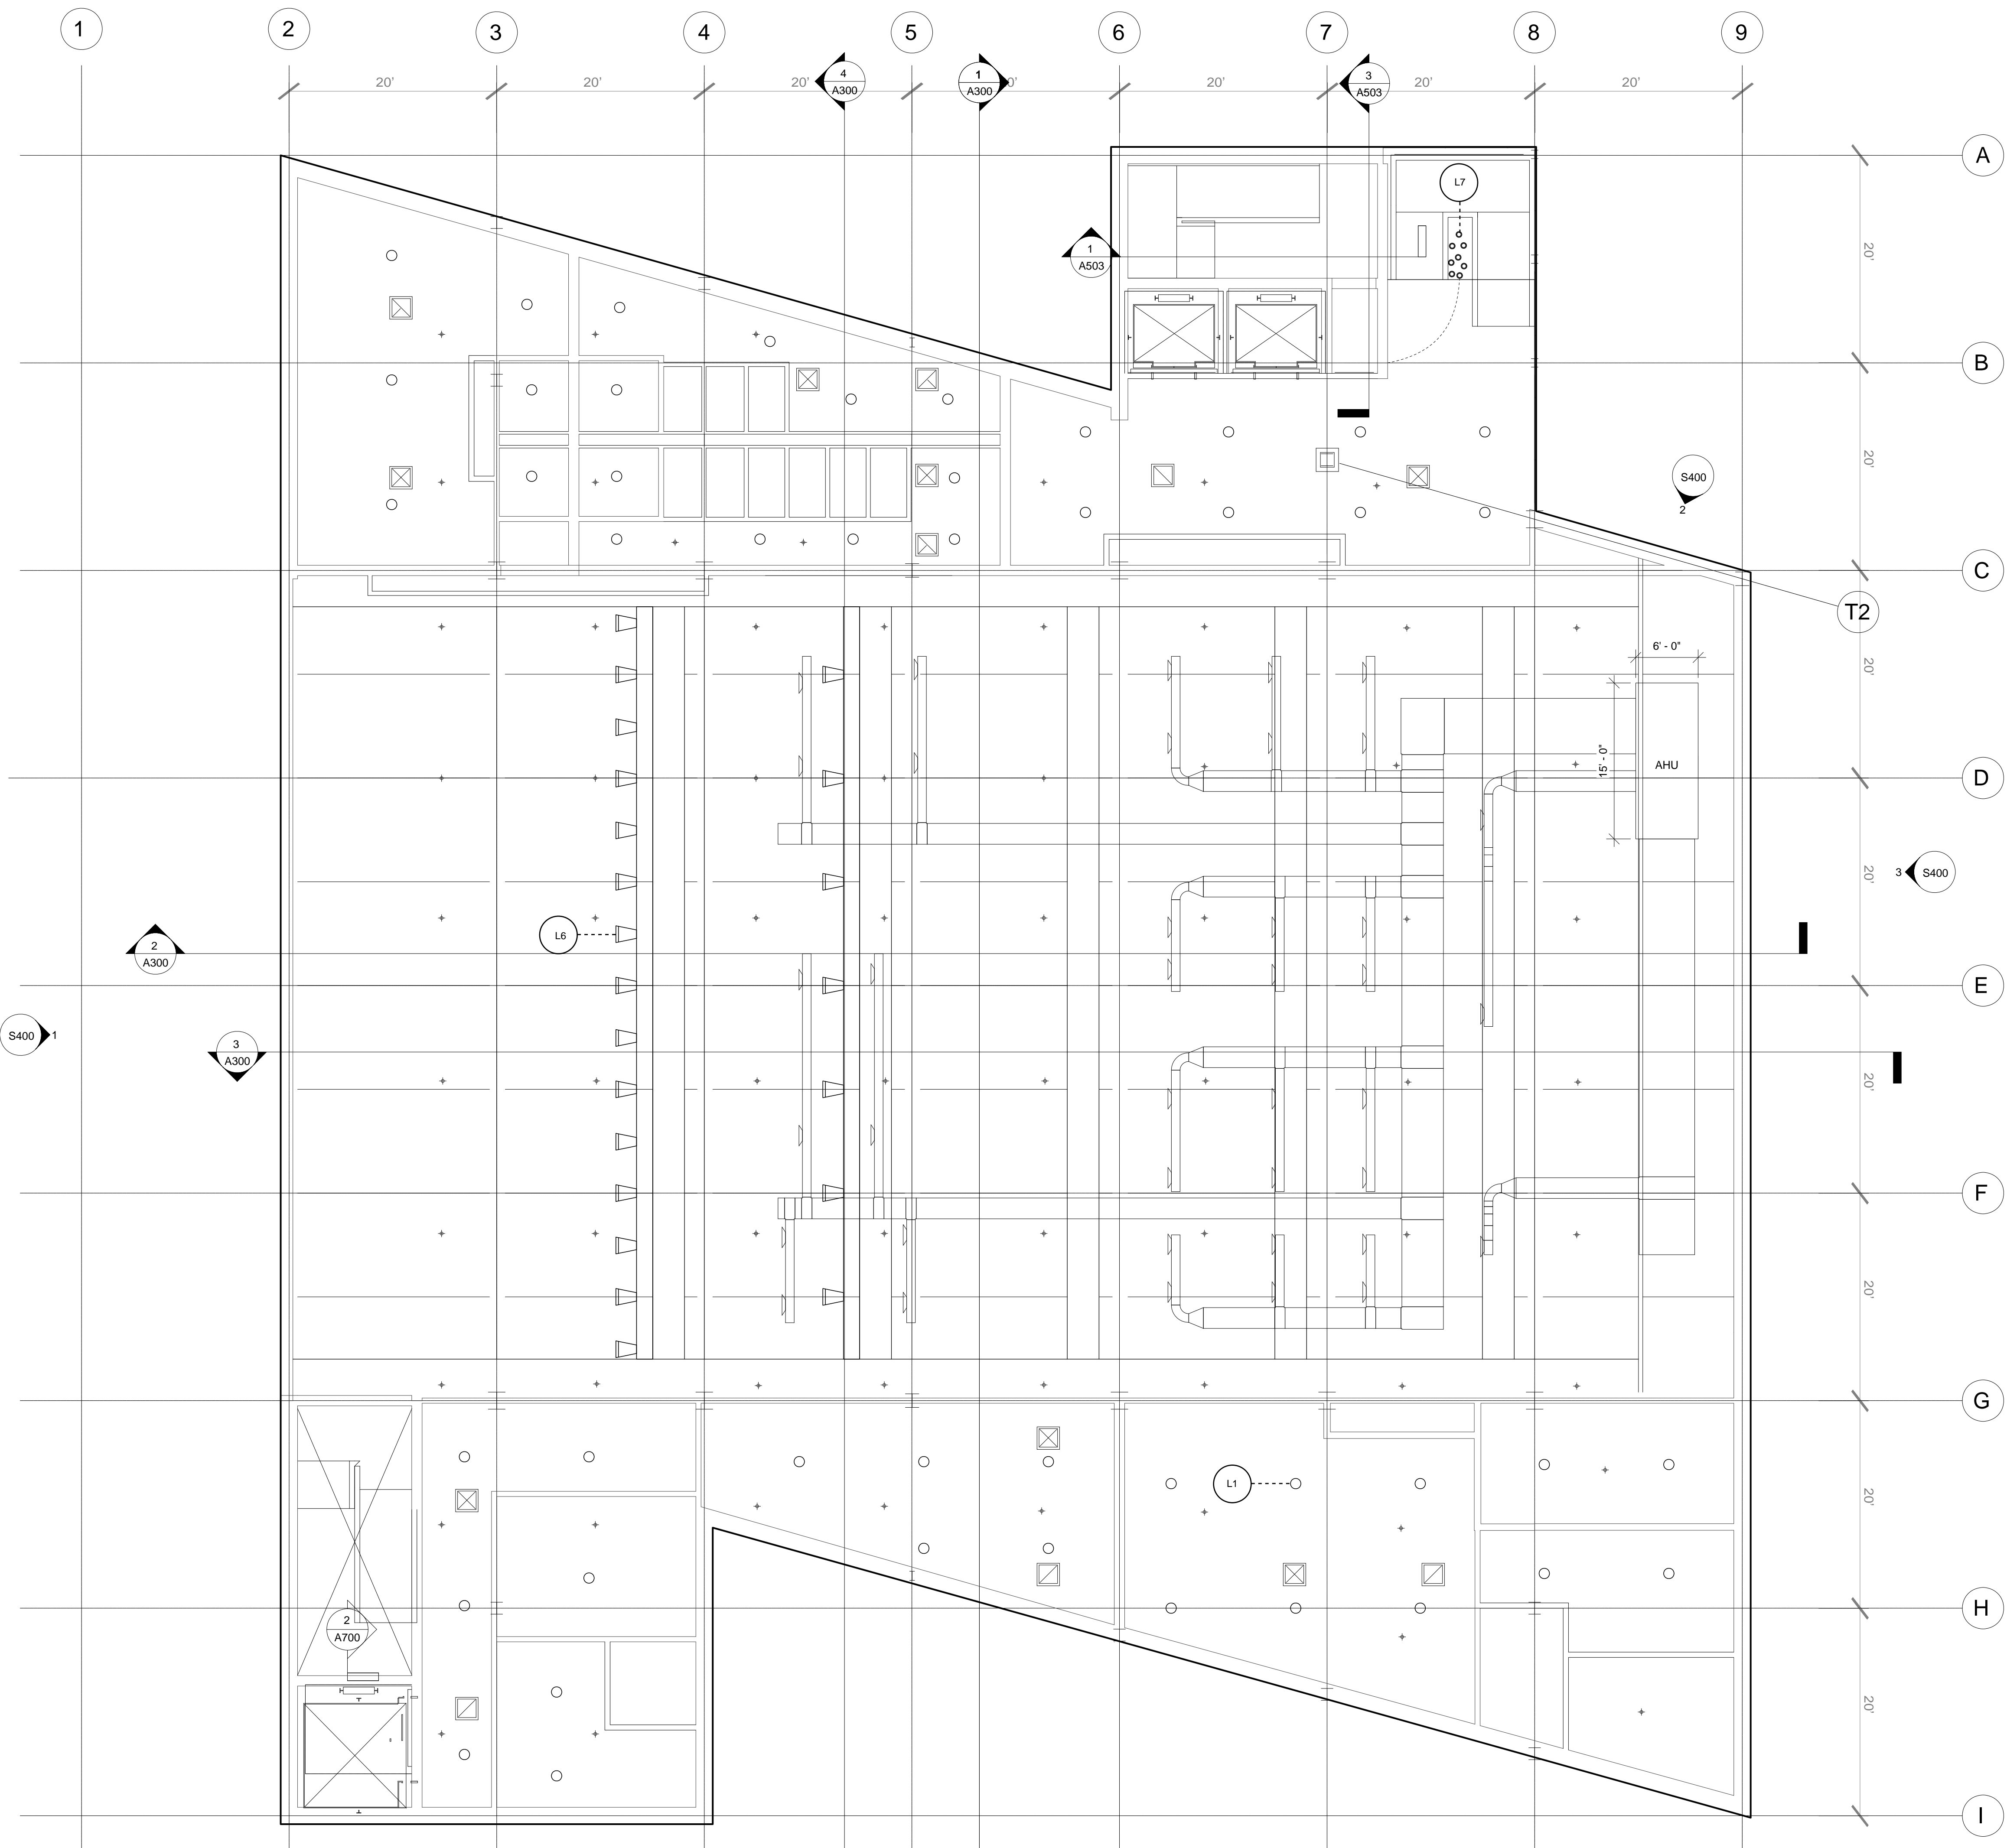 1 2 3 4 5 6 7 8 9
20' 20' 20' 4 1 20' 3 20' 20'
A300 A300 A503
A
L7
20'
1
A503
B
20'
S400
2
C
T2
6' - 0"
20'
15' - 0"
AHU
D
20'
3 S400
L6
2
A300
E
S400 1
3
A300
20'
F
20'
G
L1
20'
H
2
A700
20'
I